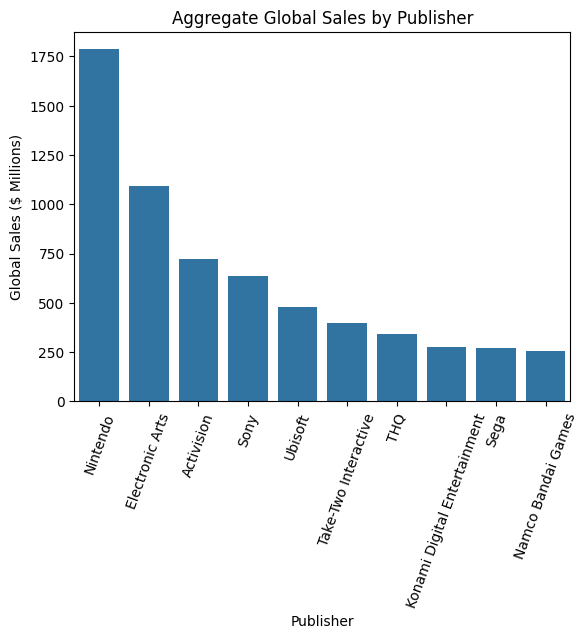 Aggregate Global Sales by Publisher
Global Sales ($ Millions)
1750
1500
1250
1000
750
500
250
0
Nintendo
Electronic Arts
Activision
Sony
Ubisoft
Take-Two Interactive
THQ
Konami Digital Entertainment
Sega
Namco Bandai Games
Publisher